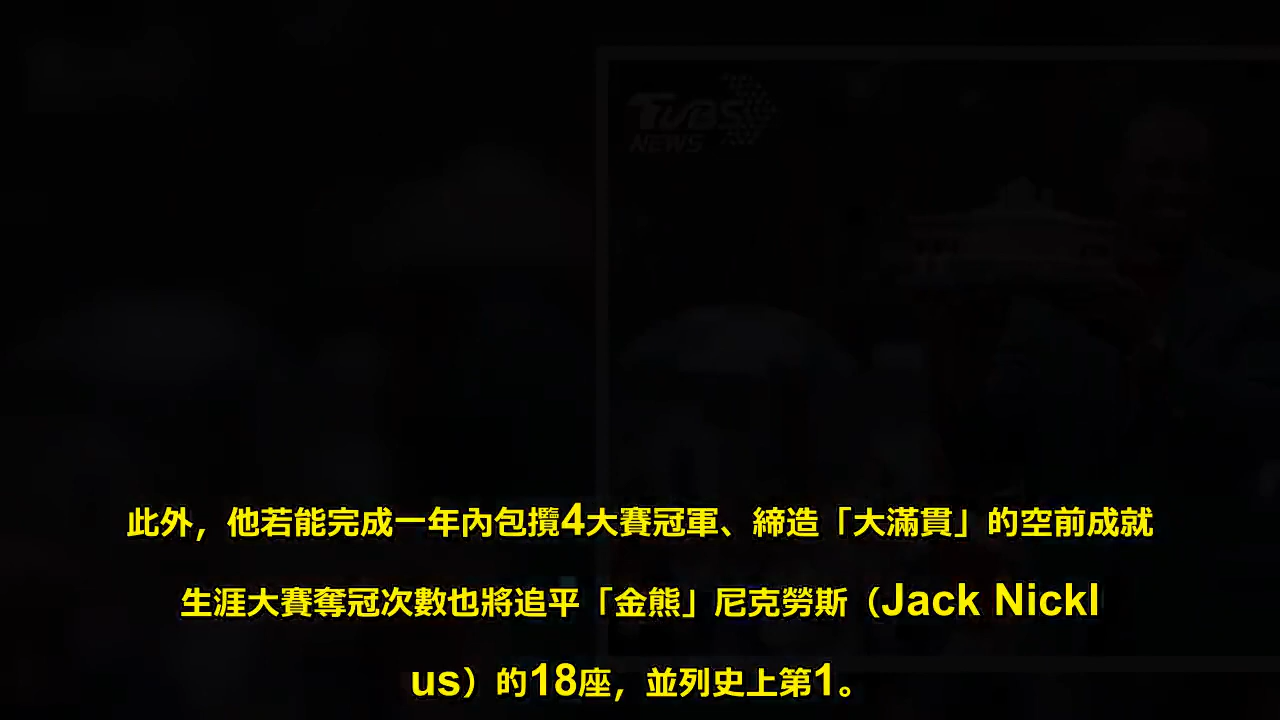 TVBS
NEWS
此外，他若能完成一年內包攬4大賽冠軍、締造「大滿貫」的空前成就
生涯大賽奪冠次數也將追平「金熊」尼克勞斯（Jack Nickl
us）的18座，並列史上第1。